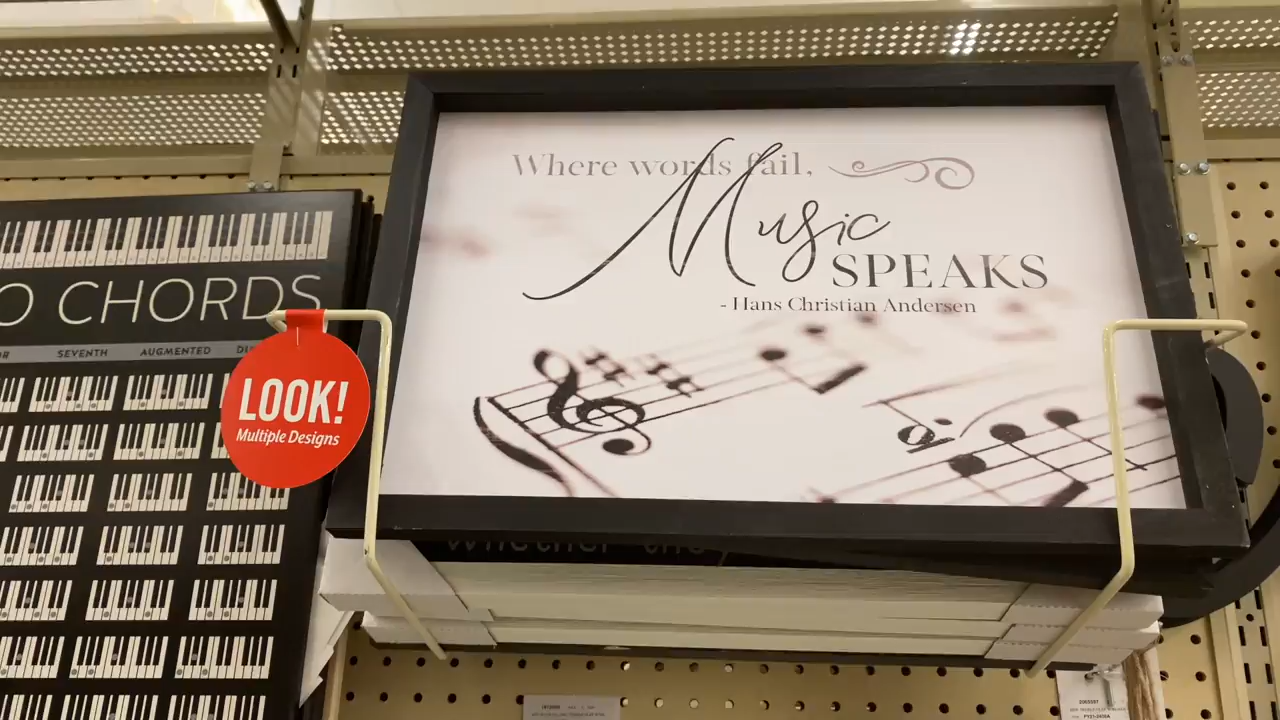 Where words fail,
Music
SPEAKS
- Hans Christian Andersen
O CHORDS
SEVENTH AUGMENTED
LOOK!
Multiple Designs